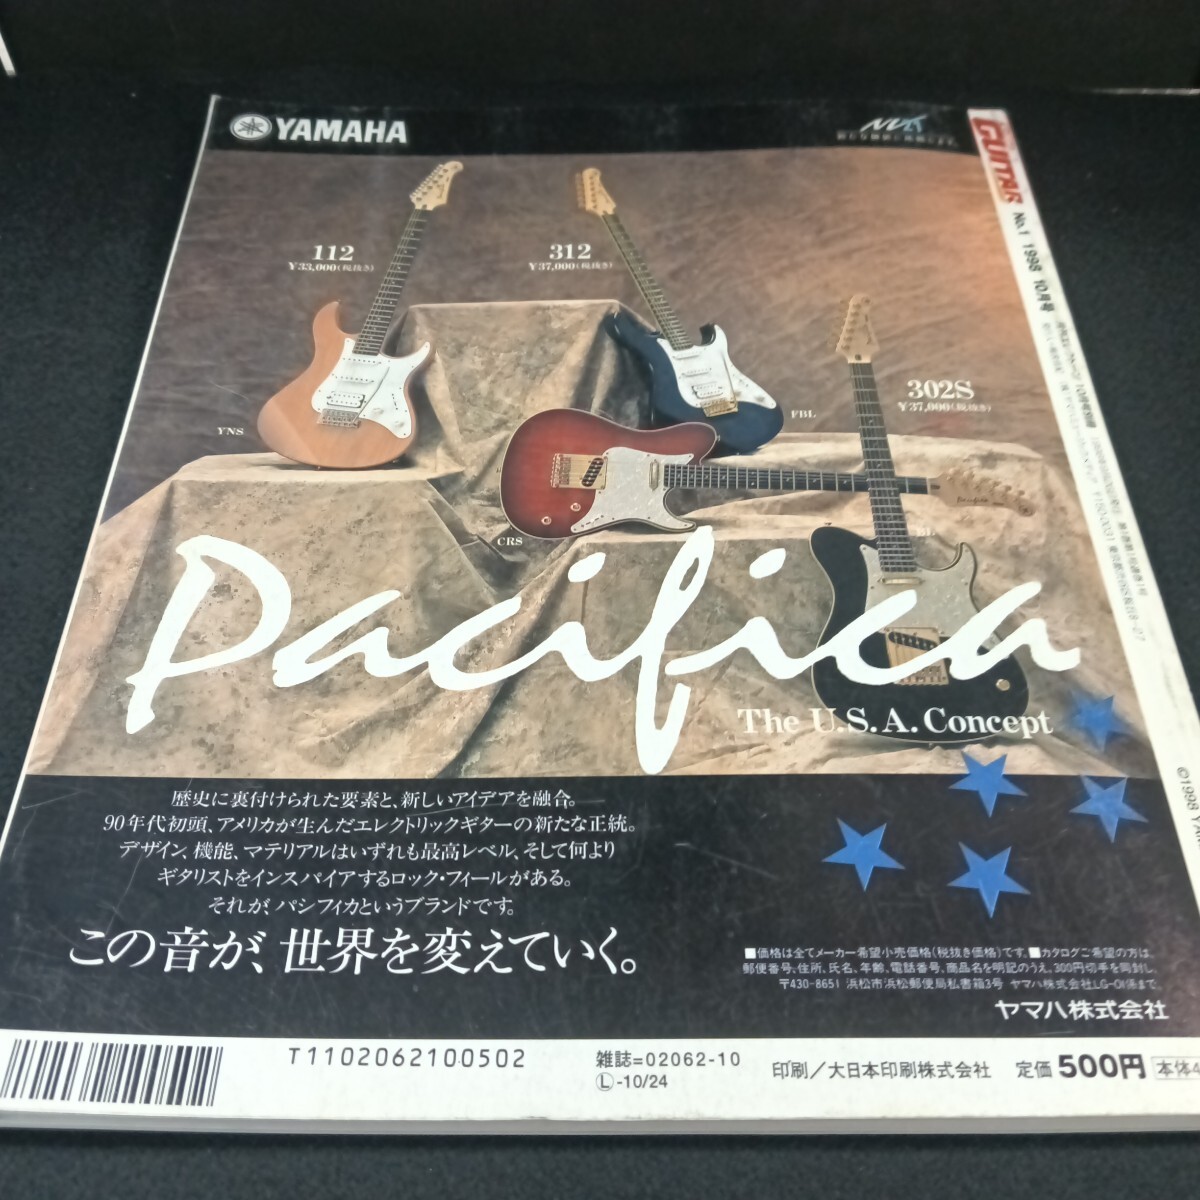 YAMAHA
GUITAR No.1 1998 10月号
112
¥33,000(税抜き)
312
¥37,000(税抜き)
302S
¥37,000(税抜き)
YNS
FBL
CRS
BL
Pacifica
Pacifica
The U.S.A. Concept
歴史に裏付けられた要素と、新しいアイデアを融合。
90年代初頭、アメリカが生んだエレクトリックギターの新たな正統。
デザイン、機能、マテリアルはいずれも最高レベル、そして何より
ギタリストをインスパイアするロック・フィールがある。
それが、パシフィカというブランドです。
この音が、世界を変えていく。
■価格は全てメーカー希望小売価格(税抜き価格)です。■カタログご希望の方は、
郵便番号、住所、氏名、年齢、電話番号、商品名を明記のうえ、300円切手を同封し、
〒430-8651 浜松市浜松郵便局私書箱3号 ヤマハ株式会社LG-01係まで。
ヤマハ株式会社
©1998 YAM
T1102062100502
雑誌=02062-10
Ⓛ-10/24
印刷/大日本印刷株式会社
定価 500円
本体4